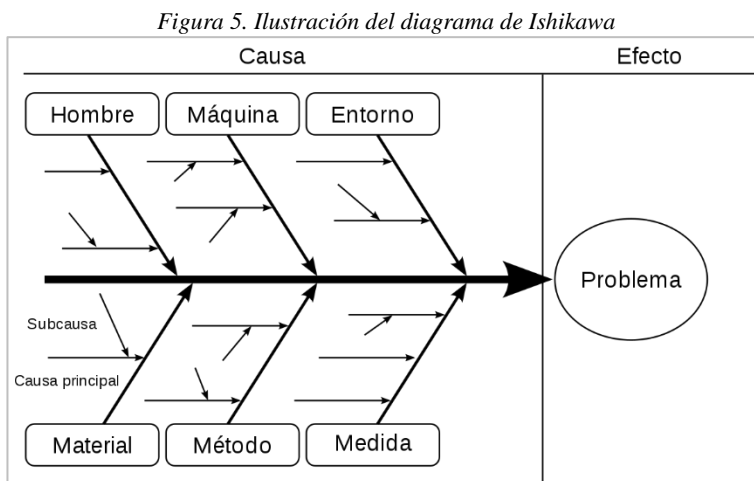 Figura 5. Ilustración del diagrama de Ishikawa
Causa
Efecto
Hombre
Máquina
Entorno
Problema
Subcausa
Causa principal
Material
Método
Medida